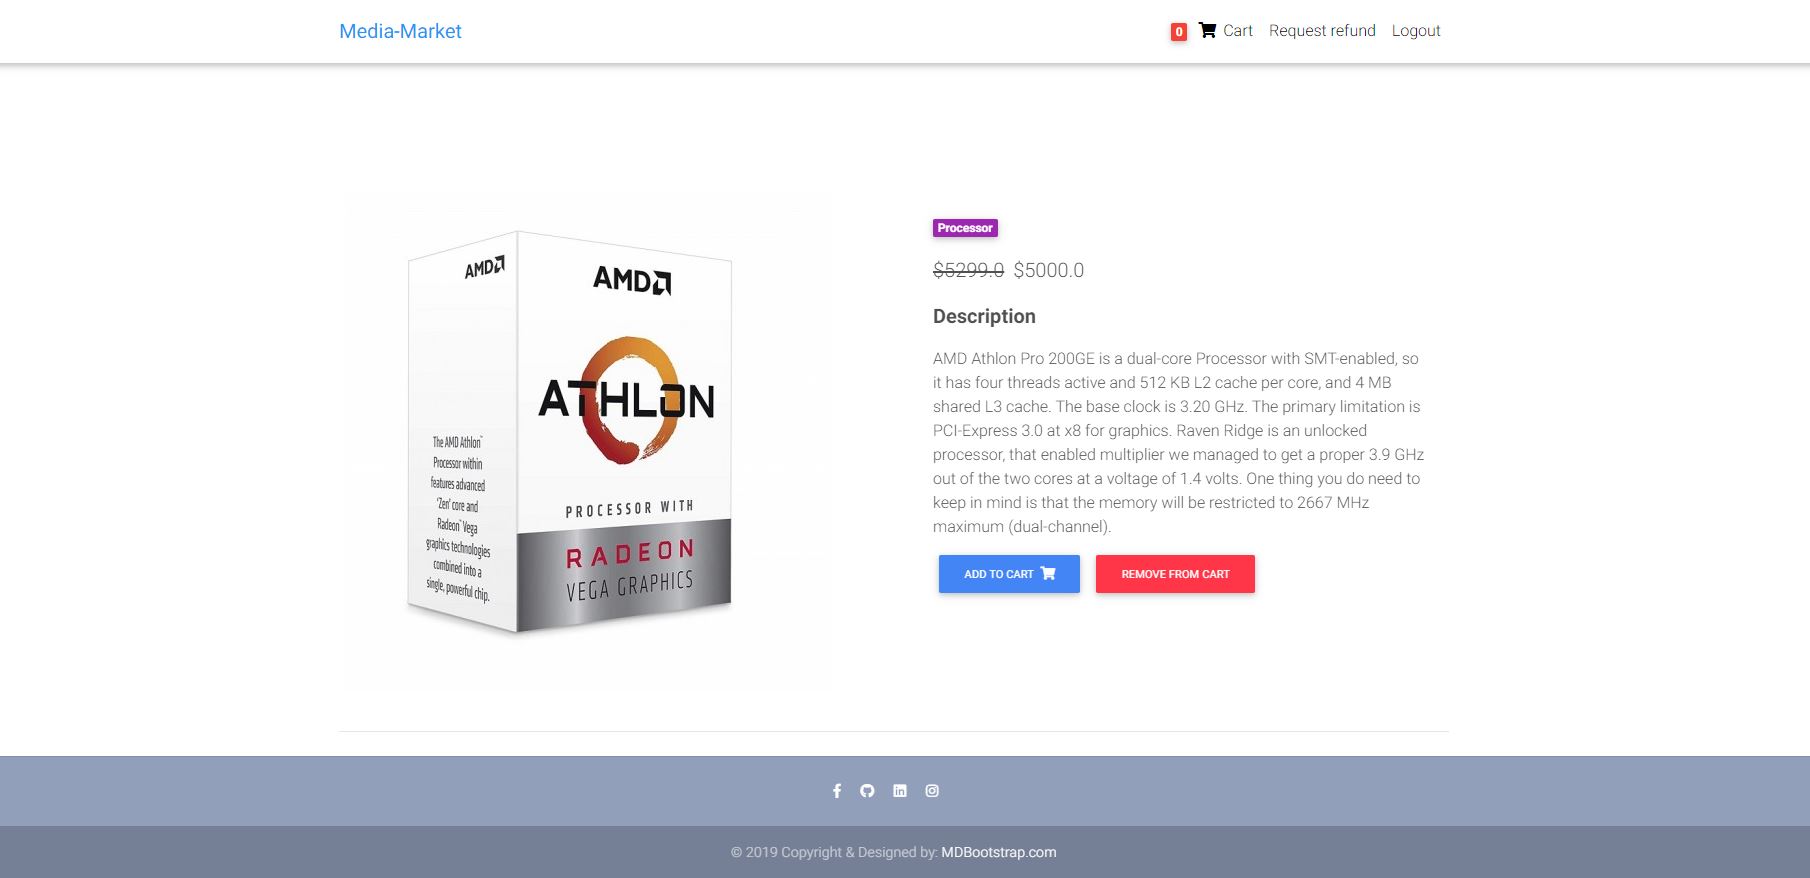 Media-Market
0 Cart Request refund Logout
AMD
AMD
ATHLON
The AMD Athlon™
Processor within
features advanced
'Zen' core and
Radeon™ Vega
graphics technologies
combined into a
single, powerful chip.
PROCESSOR WITH
RADEON
VEGA GRAPHICS
Processor
$5299.0 $5000.0
Description
AMD Athlon Pro 200GE is a dual-core Processor with SMT-enabled, so
it has four threads active and 512 KB L2 cache per core, and 4 MB
shared L3 cache. The base clock is 3.20 GHz. The primary limitation is
PCI-Express 3.0 at x8 for graphics. Raven Ridge is an unlocked
processor, that enabled multiplier we managed to get a proper 3.9 GHz
out of the two cores at a voltage of 1.4 volts. One thing you do need to
keep in mind is that the memory will be restricted to 2667 MHz
maximum (dual-channel).
ADD TO CART REMOVE FROM CART
© 2019 Copyright & Designed by: MDBootstrap.com